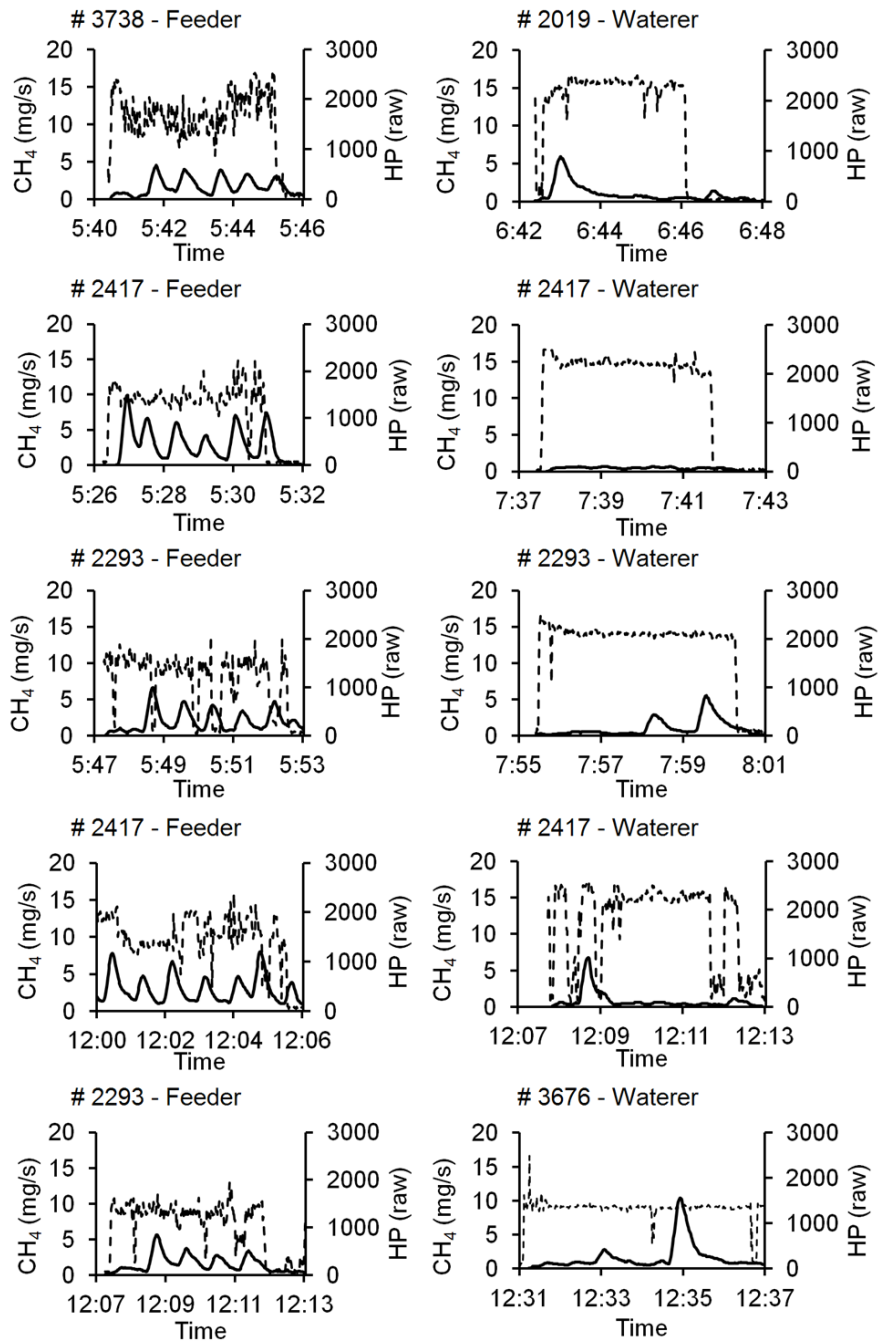 # 3738 - Feeder
CH₄ (mg/s)
20
15
10
5
0
3000
2000
1000
0
HP (raw)
5:40 5:42 5:44 5:46
Time
# 2019 - Waterer
CH₄ (mg/s)
20
15
10
5
0
3000
2000
1000
0
HP (raw)
6:42 6:44 6:46 6:48
Time
# 2417 - Feeder
CH₄ (mg/s)
20
15
10
5
0
3000
2000
1000
0
HP (raw)
5:26 5:28 5:30 5:32
Time
# 2417 - Waterer
CH₄ (mg/s)
20
15
10
5
0
3000
2000
1000
0
HP (raw)
7:37 7:39 7:41 7:43
Time
# 2293 - Feeder
CH₄ (mg/s)
20
15
10
5
0
3000
2000
1000
0
HP (raw)
5:47 5:49 5:51 5:53
Time
# 2293 - Waterer
CH₄ (mg/s)
20
15
10
5
0
3000
2000
1000
0
HP (raw)
7:55 7:57 7:59 8:01
Time
# 2417 - Feeder
CH₄ (mg/s)
20
15
10
5
0
3000
2000
1000
0
HP (raw)
12:00 12:02 12:04 12:06
Time
# 2417 - Waterer
CH₄ (mg/s)
20
15
10
5
0
3000
2000
1000
0
HP (raw)
12:07 12:09 12:11 12:13
Time
# 2293 - Feeder
CH₄ (mg/s)
20
15
10
5
0
3000
2000
1000
0
HP (raw)
12:07 12:09 12:11 12:13
Time
# 3676 - Waterer
CH₄ (mg/s)
20
15
10
5
0
3000
2000
1000
0
HP (raw)
12:31 12:33 12:35 12:37
Time